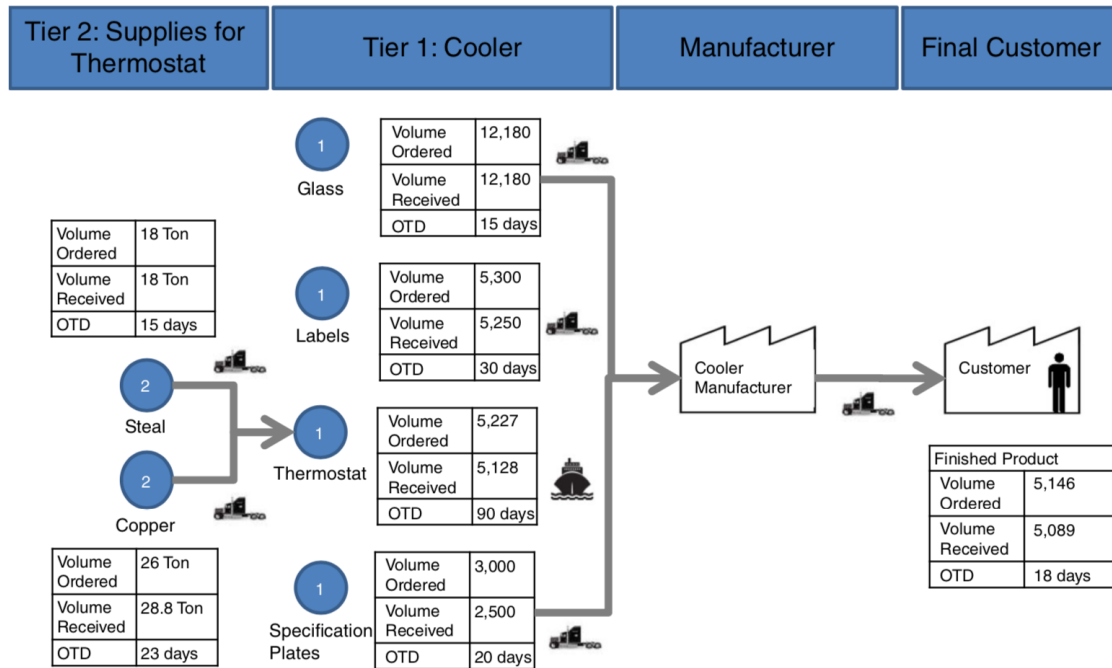 Tier 2: Supplies for
Thermostat
Tier 1: Cooler
Manufacturer
Final Customer
1
Glass
Volume
Ordered
12,180
Volume
Received
12,180
OTD
15 days
Volume
Ordered
18 Ton
Volume
Received
18 Ton
OTD
15 days
1
Labels
Volume
Ordered
5,300
Volume
Received
5,250
OTD
30 days
2
Steal
2
Copper
1
Thermostat
Volume
Ordered
5,227
Volume
Received
5,128
OTD
90 days
Cooler
Manufacturer
Customer
Finished Product
Volume
Ordered
5,146
Volume
Received
5,089
OTD
18 days
Volume
Ordered
26 Ton
Volume
Received
28.8 Ton
OTD
23 days
1
Specification
Plates
Volume
Ordered
3,000
Volume
Received
2,500
OTD
20 days